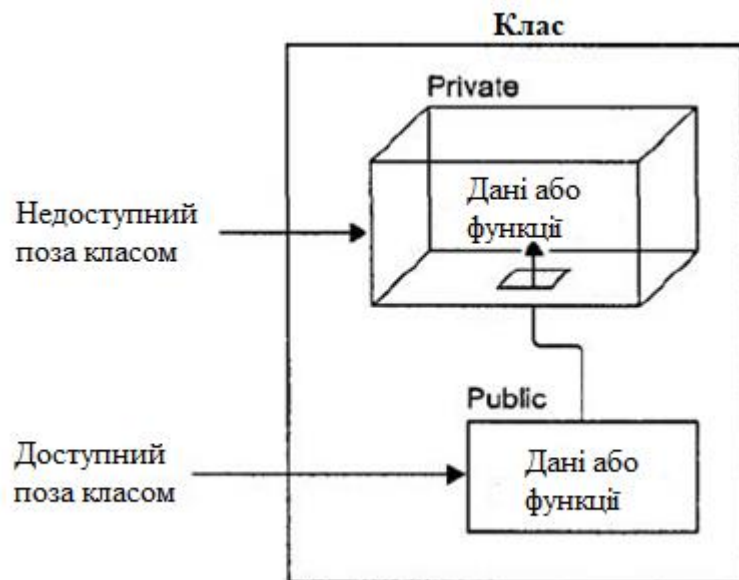 Клас
Private
Дані або
функції
Недоступний
поза класом
Public
Доступний
поза класом
Дані або
функції